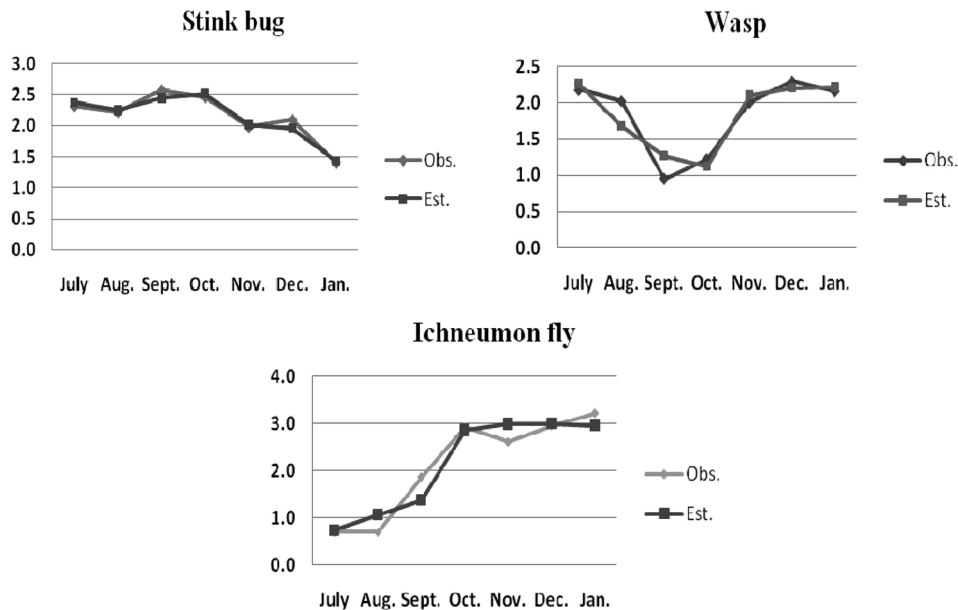 Stink bug
3.0
2.5
2.0
1.5
1.0
0.5
0.0
July Aug. Sept. Oct. Nov. Dec. Jan.
Obs.
Est.
Wasp
2.5
2.0
1.5
1.0
0.5
0.0
July Aug. Sept. Oct. Nov. Dec. Jan.
Obs.
Est.
Ichneumon fly
4.0
3.0
2.0
1.0
0.0
July Aug. Sept. Oct. Nov. Dec. Jan.
Obs.
Est.